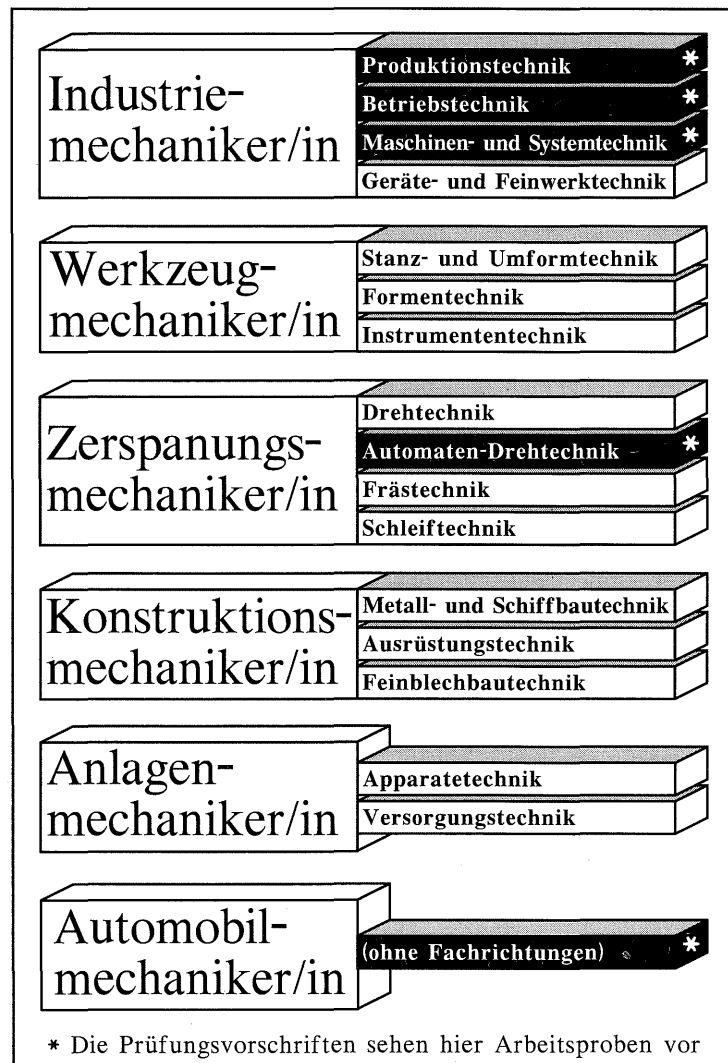 Industrie-
mechaniker/in
Produktionstechnik *
Betriebstechnik *
Maschinen- und Systemtechnik *
Geräte- und Feinwerktechnik
Werkzeug-
mechaniker/in
Stanz- und Umformtechnik
Formentechnik
Instrumententechnik
Zerspanungs-
mechaniker/in
Drehtechnik
Automaten-Drehtechnik *
Frästechnik
Schleiftechnik
Konstruktions-
mechaniker/in
Metall- und Schiffbautechnik
Ausrüstungstechnik
Feinblechbautechnik
Anlagen-
mechaniker/in
Apparatetechnik
Versorgungstechnik
Automobil-
mechaniker/in
(ohne Fachrichtungen) *
* Die Prüfungsvorschriften sehen hier Arbeitsproben vor